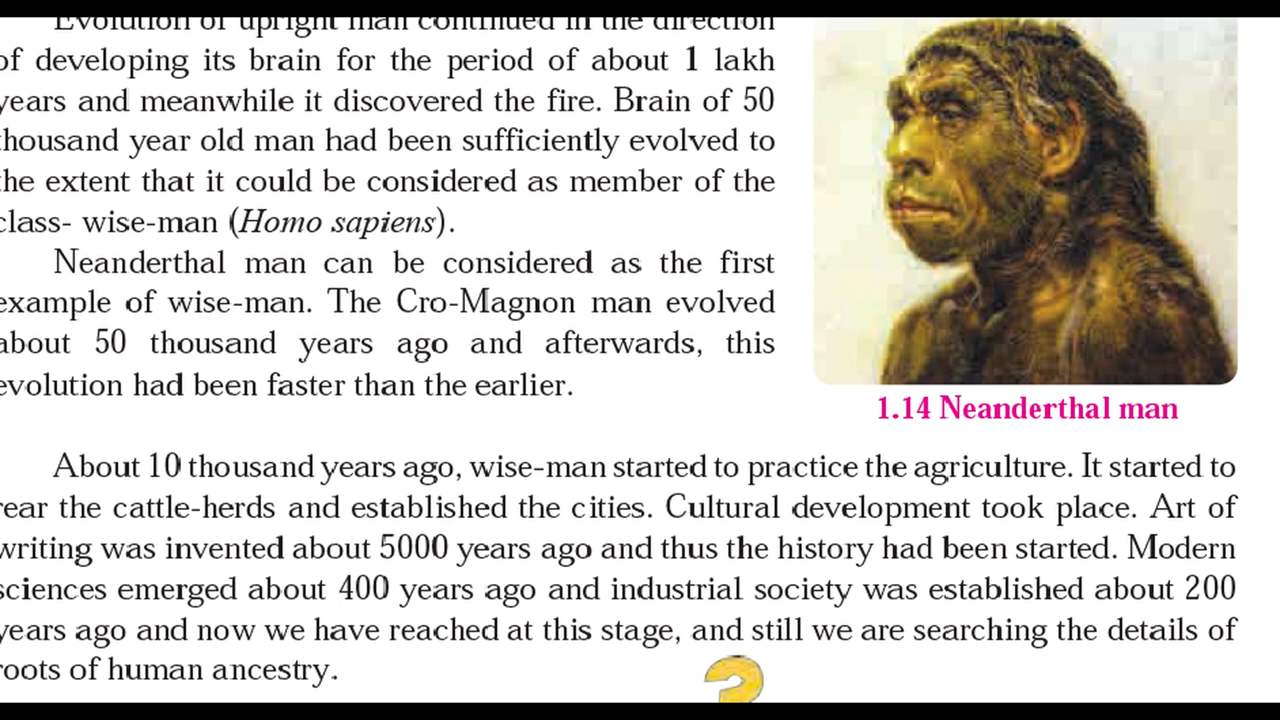 Evolution of upright man continued in the direction
of developing its brain for the period of about 1 lakh
years and meanwhile it discovered the fire. Brain of 50
thousand year old man had been sufficiently evolved to
the extent that it could be considered as member of the
class- wise-man (Homo sapiens).
Neanderthal man can be considered as the first
example of wise-man. The Cro-Magnon man evolved
about 50 thousand years ago and afterwards, this
evolution had been faster than the earlier.
1.14 Neanderthal man
About 10 thousand years ago, wise-man started to practice the agriculture. It started to
rear the cattle-herds and established the cities. Cultural development took place. Art of
writing was invented about 5000 years ago and thus the history had been started. Modern
sciences emerged about 400 years ago and industrial society was established about 200
years ago and now we have reached at this stage, and still we are searching the details of
roots of human ancestry.
?